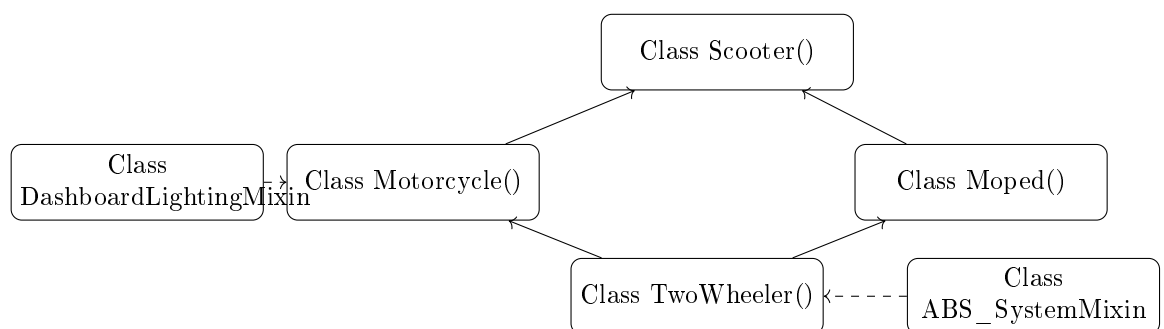 Class Scooter()
Class
DashboardLightingMixin
Class Motorcycle()
Class Moped()
Class TwoWheeler()
Class
ABS_SystemMixin